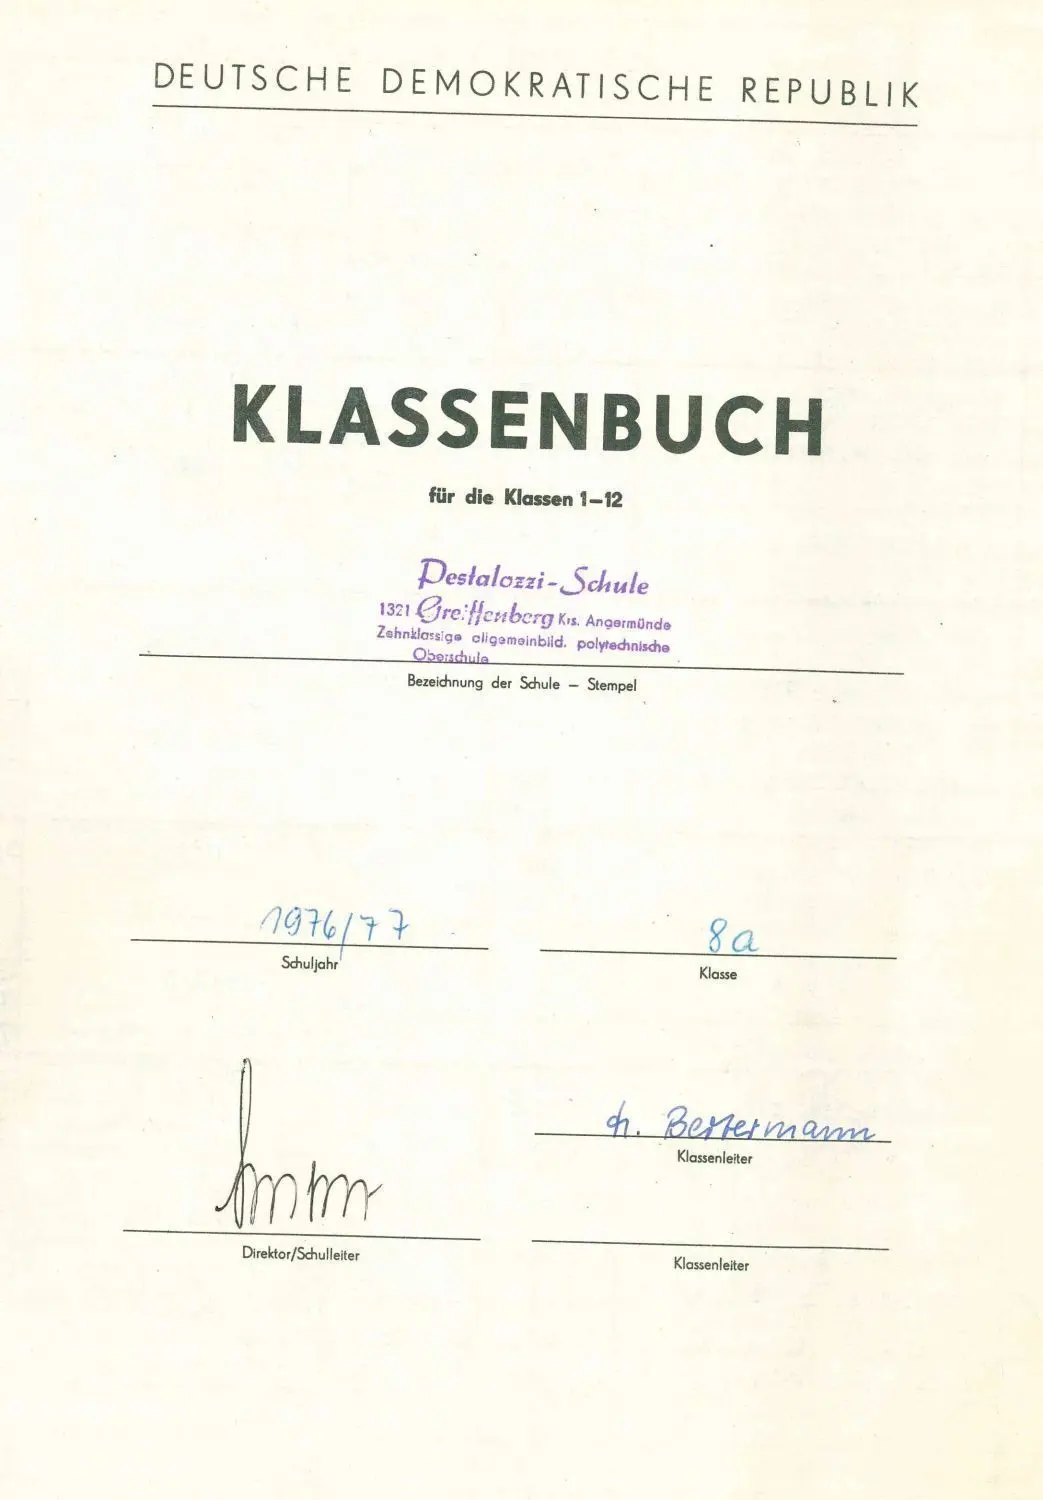 DEUTSCHE DEMOKRATISCHE REPUBLIK
KLASSENBUCH
für die Klassen 1–12
Pestalozzi-Schule
1321 Greiffenberg Krs. Angermünde
Zehnklassige allgemeinbild. polytechnische
Oberschule
Bezeichnung der Schule – Stempel
1976/77
8a
Schuljahr
Klasse
Bestermann
Klassenleiter
Direktor/Schulleiter
Klassenleiter